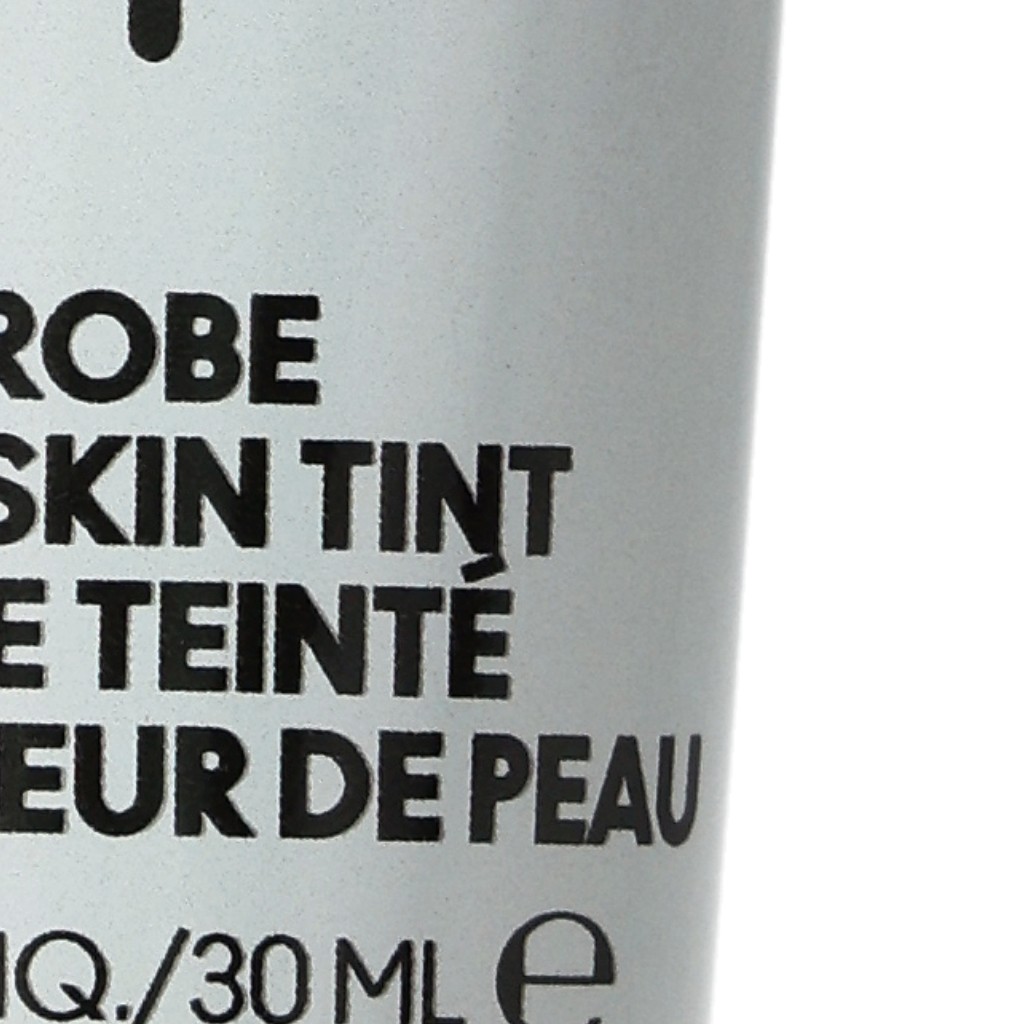 ROBE
SKIN TINT
E TEINTÉ
EUR DE PEAU
IQ./30 ML e